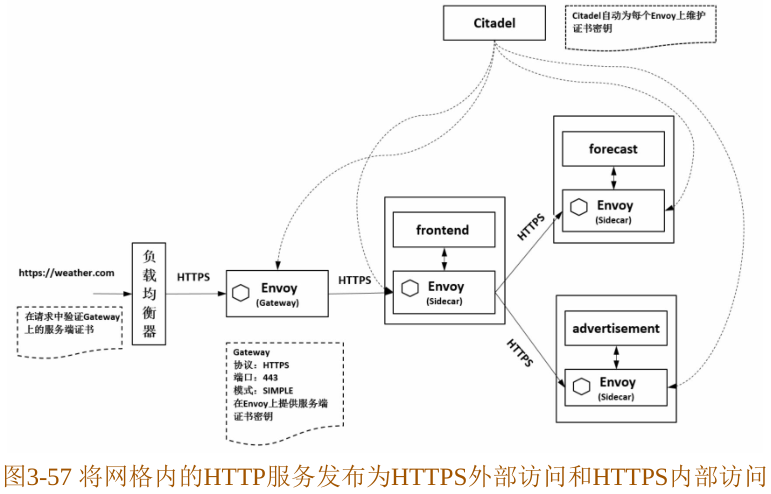 Citadel
Citadel自动为每个Envoy上维护
证书密钥
forecast
Envoy
(Sidecar)
HTTPS
frontend
Envoy
(Sidecar)
https://weather.com
负
载
均
衡
器
HTTPS
Envoy
(Gateway)
HTTPS
在请求中验证Gateway
上的服务端证书
HTTPS
advertisement
Envoy
(Sidecar)
Gateway
协议：HTTPS
端口：443
模式：SIMPLE
在Envoy上提供服务端
证书密钥
图3-57 将网格内的HTTP服务发布为HTTPS外部访问和HTTPS内部访问